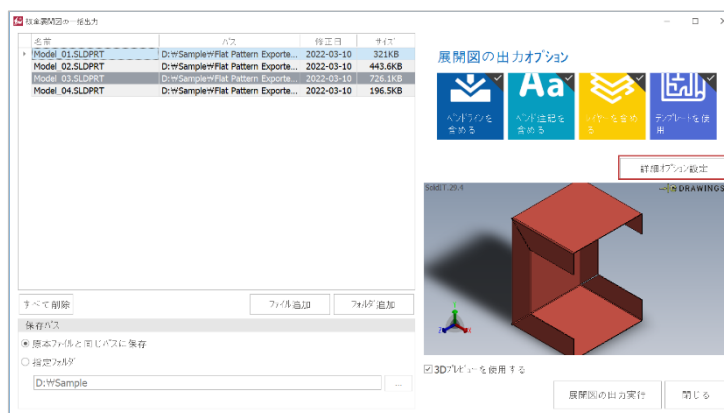 板金展開図の一括出力
名前 パス 修正日 サイズ
Model_01.SLDPRT D:￦Sample￦Flat Pattern Exporte... 2022-03-10 321KB
Model_02.SLDPRT D:￦Sample￦Flat Pattern Exporte... 2022-03-10 443.6KB
Model_03.SLDPRT D:￦Sample￦Flat Pattern Exporte... 2022-03-10 726.1KB
Model_04.SLDPRT D:￦Sample￦Flat Pattern Exporte... 2022-03-10 196.5KB
すべて削除 ファイル追加 フォルダ追加
保存パス
原本ファイルと同じパスに保存
指定フォルダ
D:￦Sample ...
展開図の出力オプション
Aa
ベンドラインを
含める
ベンド注記を
含める
レイヤーを含め
る
テンプレートを使
用
詳細オプション設定
SolidIT.29.4
DRAWINGS
3Dプレビューを使用する
展開図の出力実行 閉じる